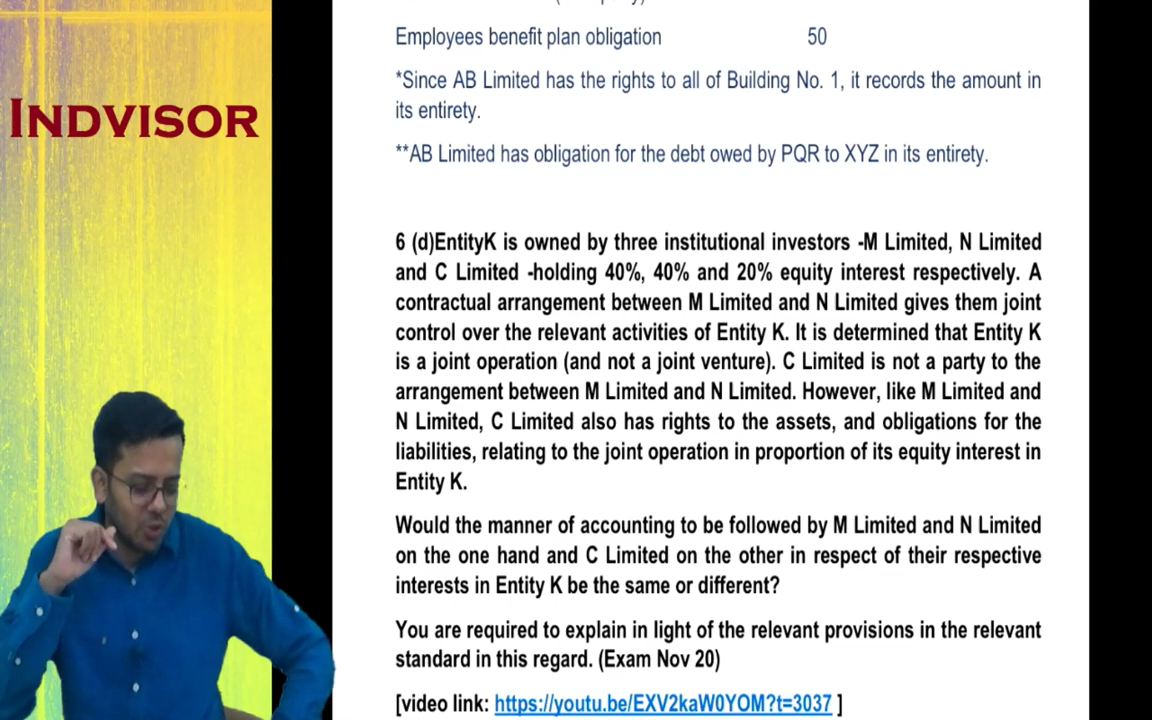 Employees benefit plan obligation 50
*Since AB Limited has the rights to all of Building No. 1, it records the amount in
its entirety.
INDVISOR
**AB Limited has obligation for the debt owed by PQR to XYZ in its entirety.
6 (d)EntityK is owned by three institutional investors -M Limited, N Limited
and C Limited -holding 40%, 40% and 20% equity interest respectively. A
contractual arrangement between M Limited and N Limited gives them joint
control over the relevant activities of Entity K. It is determined that Entity K
is a joint operation (and not a joint venture). C Limited is not a party to the
arrangement between M Limited and N Limited. However, like M Limited and
N Limited, C Limited also has rights to the assets, and obligations for the
liabilities, relating to the joint operation in proportion of its equity interest in
Entity K.
Would the manner of accounting to be followed by M Limited and N Limited
on the one hand and C Limited on the other in respect of their respective
interests in Entity K be the same or different?
You are required to explain in light of the relevant provisions in the relevant
standard in this regard. (Exam Nov 20)
[video link: https://youtu.be/EXV2kaW0YOM?t=3037 ]